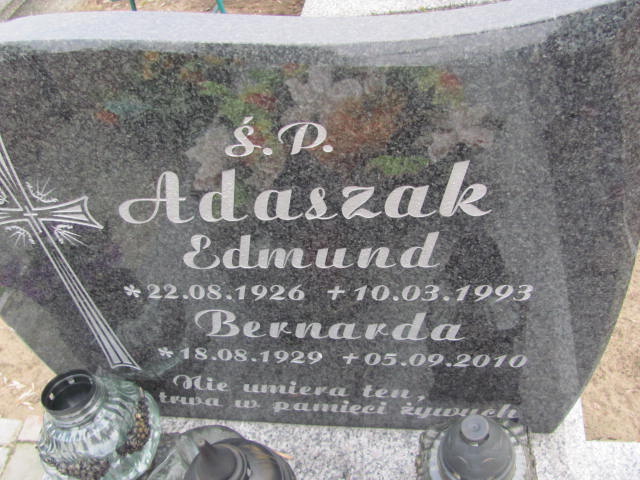 ś.P.
Adaszak
Edmund
*22.08.1926 +10.03.1993
Bernarda
*18.08.1929 +05.09.2010
Nie umiera ten,
trwa w pamięci żywych